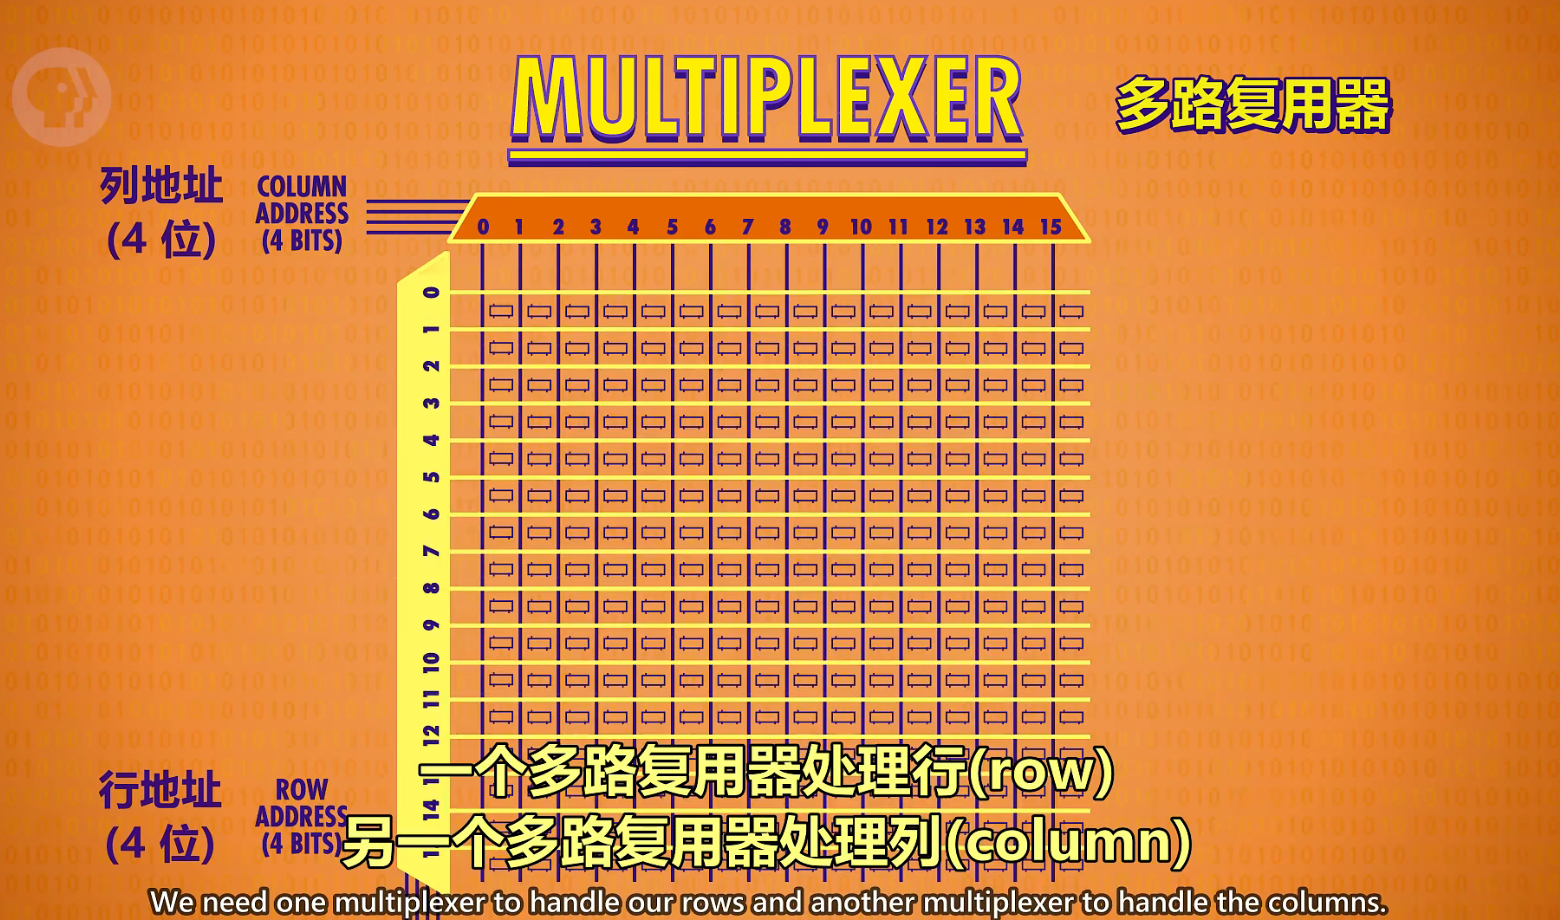 MULTIPLEXER
多路复用器
列地址
(4 位)
COLUMN
ADDRESS
(4 BITS)
0 1 2 3 4 5 6 7 8 9 10 11 12 13 14 15
0
1
2
3
4
5
6
7
8
9
10
11
12
14
行地址
(4 位)
ROW
ADDRESS
(4 BITS)
一个多路复用器处理行(row)
另一个多路复用器处理列(column)
We need one multiplexer to handle our rows and another multiplexer to handle the columns.